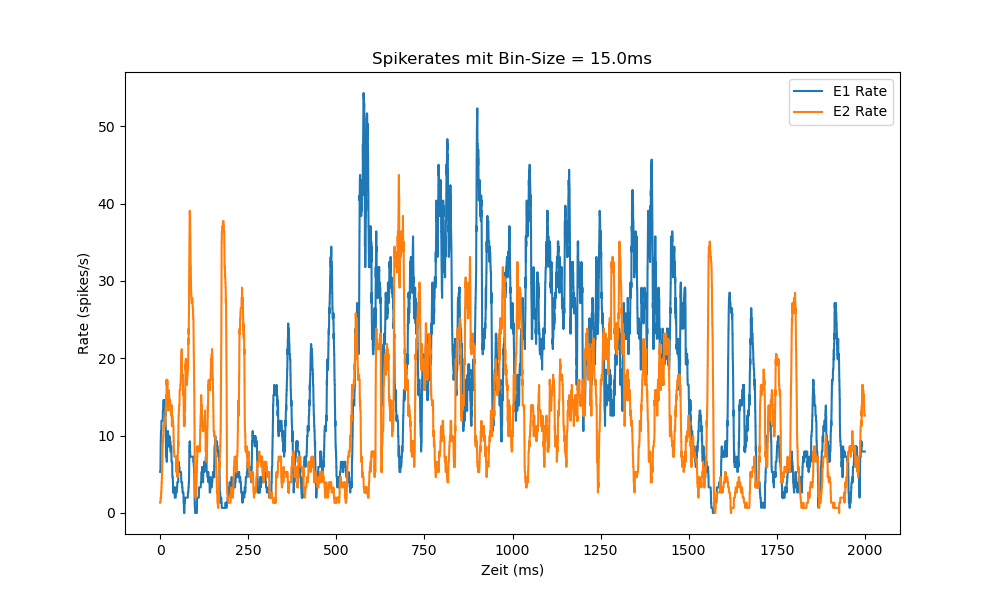 Spikerates mit Bin-Size = 15.0ms
E1 Rate
E2 Rate
50
40
30
20
10
0
Rate (spikes/s)
0 250 500 750 1000 1250 1500 1750 2000
Zeit (ms)